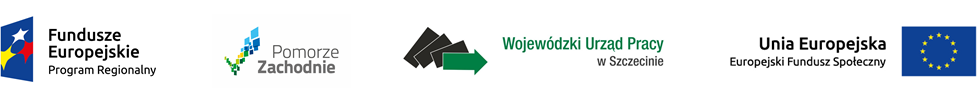 Fundusze
Europejskie
Program Regionalny
Pomorze
Zachodnie
Wojewódzki Urząd Pracy
w Szczecinie
Unia Europejska
Europejski Fundusz Społeczny